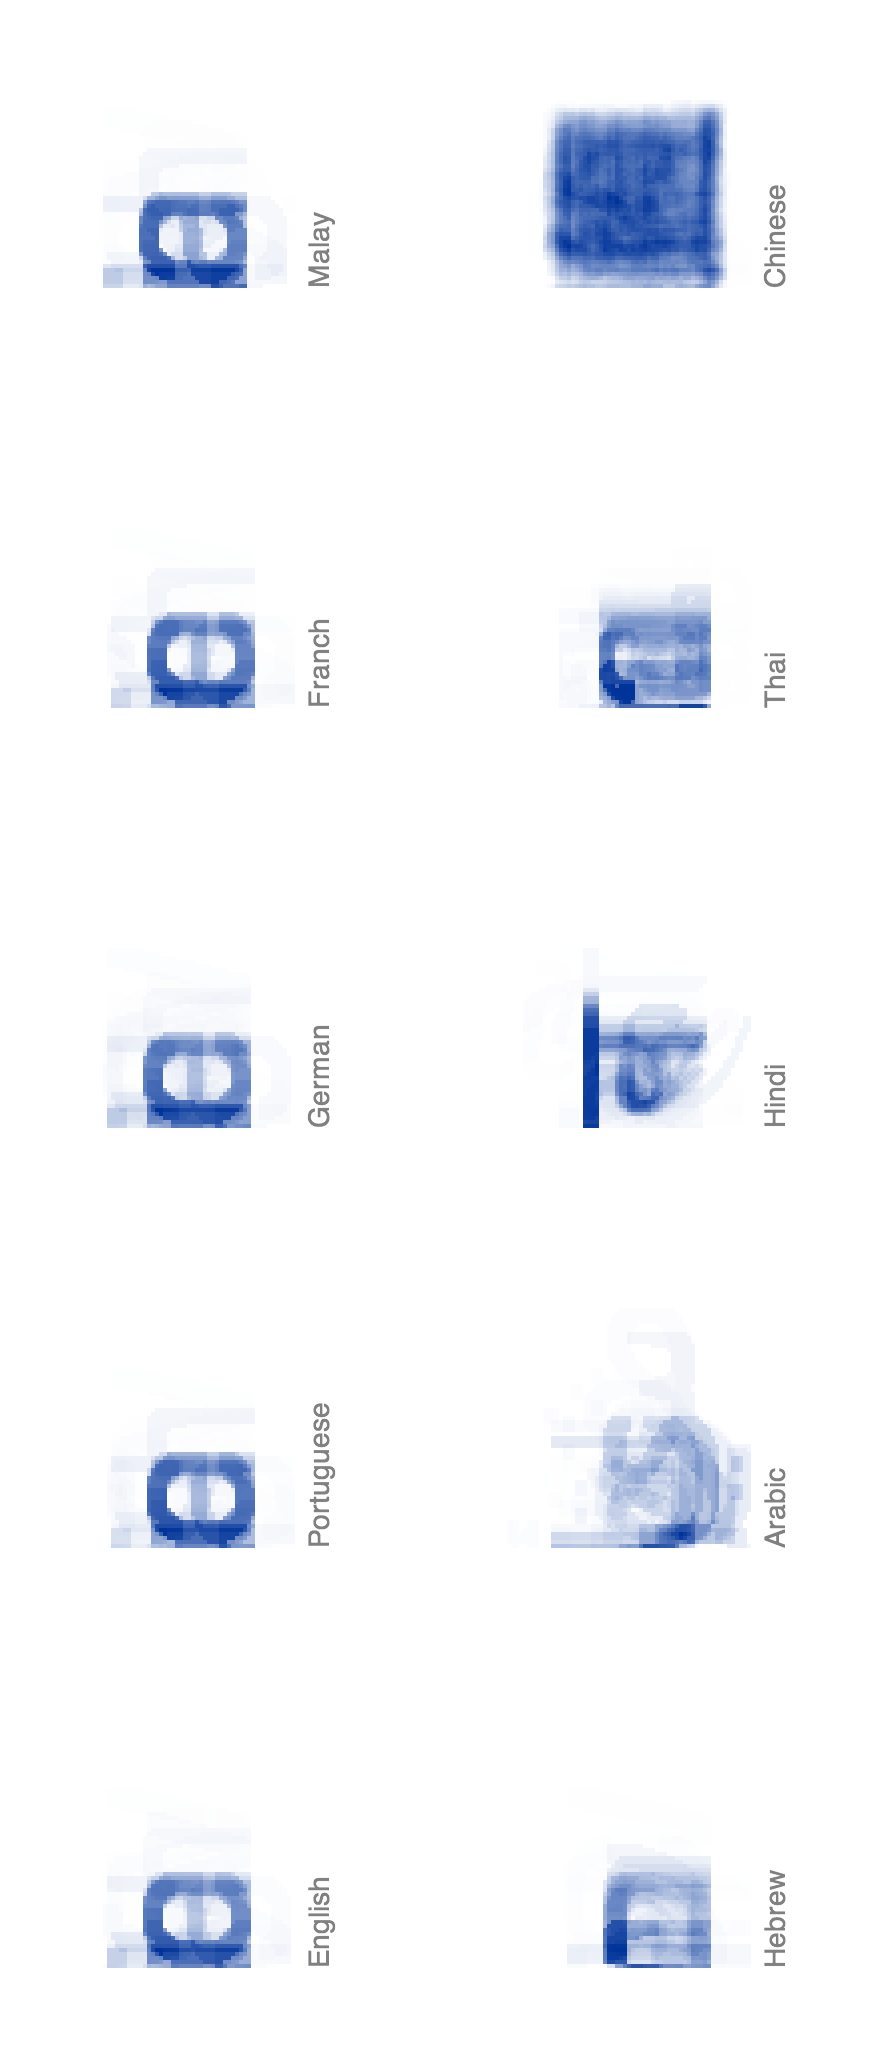 English
Portuguese
German
Franch
Malay
Hebrew
Arabic
Hindi
Thai
Chinese